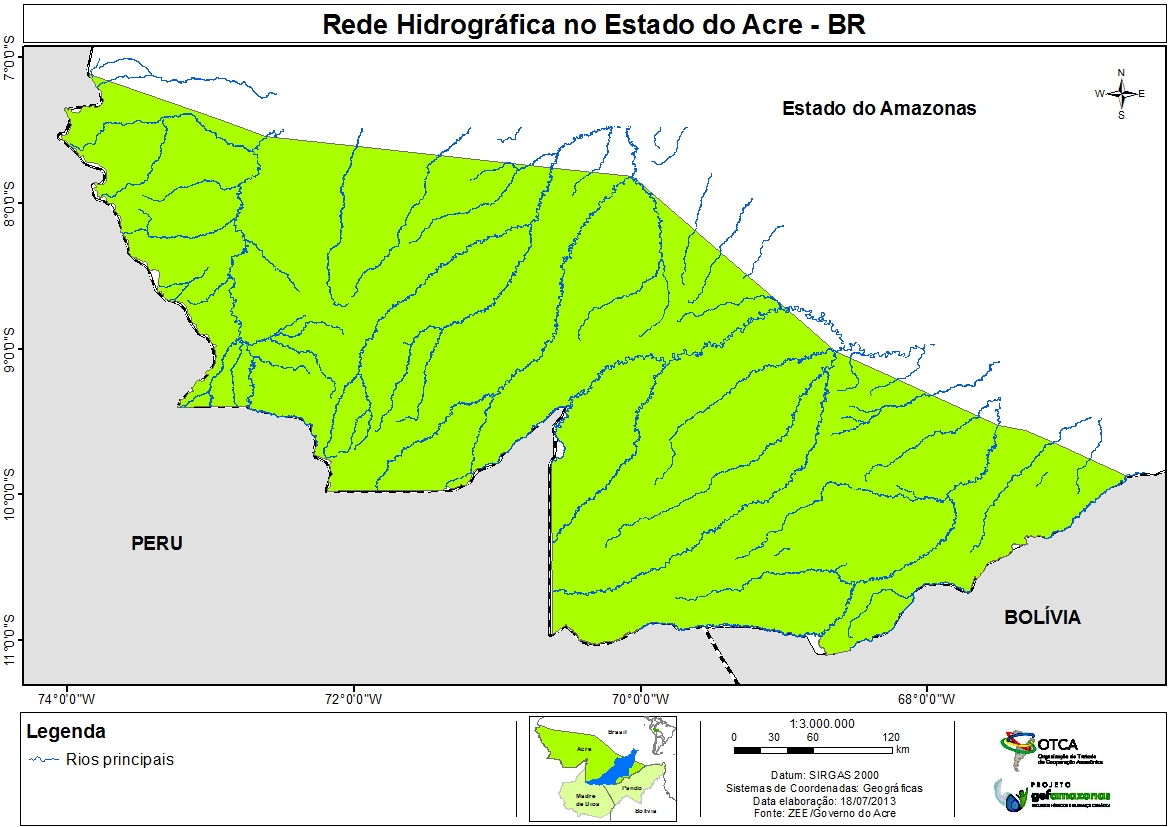 Rede Hidrográfica no Estado do Acre - BR
7°0'0"S
8°0'0"S
9°0'0"S
10°0'0"S
11°0'0"S
N
W E
S
Estado do Amazonas
PERU
BOLÍVIA
74°0'0"W 72°0'0"W 70°0'0"W 68°0'0"W
Legenda
Rios principais
Brasil
Acre
Madre
de Dios
Pando
Bolívia
1:3.000.000
0 30 60 120
km
Datum: SIRGAS 2000
Sistemas de Coordenadas: Geográficas
Data elaboração: 18/07/2013
Fonte: ZEE/Governo do Acre
OTCA
Organização do Tratado
de Cooperação Amazônica
PROJETO
gefamazonas